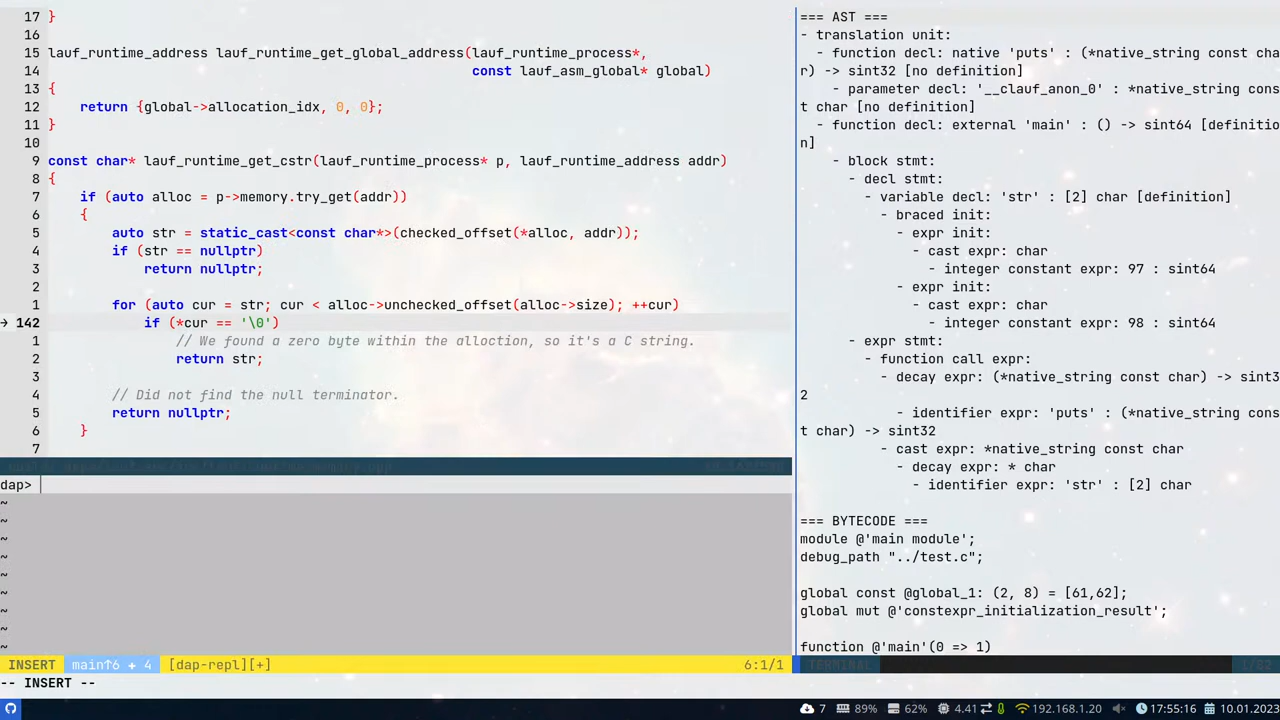 17 }
16
15 lauf_runtime_address lauf_runtime_get_global_address(lauf_runtime_process*,
14 const lauf_asm_global* global)
13 {
12 return {global->allocation_idx, 0, 0};
11 }
10
9 const char* lauf_runtime_get_cstr(lauf_runtime_process* p, lauf_runtime_address addr)
8 {
7 if (auto alloc = p->memory.try_get(addr))
6 {
5 auto str = static_cast<const char*>(checked_offset(*alloc, addr));
4 if (str == nullptr)
3 return nullptr;
2
1 for (auto cur = str; cur < alloc->unchecked_offset(alloc->size); ++cur)
→ 142 if (*cur == '\0')
1 // We found a zero byte within the alloction, so it's a C string.
2 return str;
3
4 // Did not find the null terminator.
5 return nullptr;
6 }
7
dap>
~
~
~
~
~
~
~
~
~
INSERT main↑6 + 4 [dap-repl][+] 6:1/1
-- INSERT --
=== AST ===
- translation unit:
- function decl: native 'puts' : (*native_string const cha
r) -> sint32 [no definition]
- parameter decl: '__clauf_anon_0' : *native_string cons
t char [no definition]
- function decl: external 'main' : () -> sint64 [definitio
n]
- block stmt:
- decl stmt:
- variable decl: 'str' : [2] char [definition]
- braced init:
- expr init:
- cast expr: char
- integer constant expr: 97 : sint64
- expr init:
- cast expr: char
- integer constant expr: 98 : sint64
- expr stmt:
- function call expr:
- decay expr: (*native_string const char) -> sint3
2
- identifier expr: 'puts' : (*native_string cons
t char) -> sint32
- cast expr: *native_string const char
- decay expr: * char
- identifier expr: 'str' : [2] char
=== BYTECODE ===
module @'main module';
debug_path "../test.c";
global const @global_1: (2, 8) = [61,62];
global mut @'constexpr_initialization_result';
function @'main'(0 => 1)
TERMINAL 1/82
7 89% 62% 4.41 192.168.1.20 17:55:16 10.01.2023